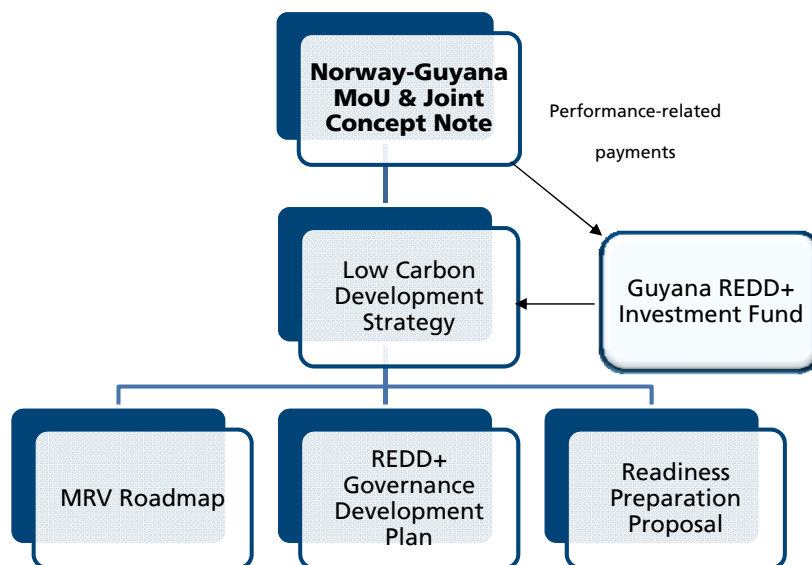 Norway-Guyana
MoU & Joint
Concept Note
Performance-related
payments
Low Carbon
Development
Strategy
Guyana REDD+
Investment Fund
MRV Roadmap
REDD+
Governance
Development
Plan
Readiness
Preparation
Proposal